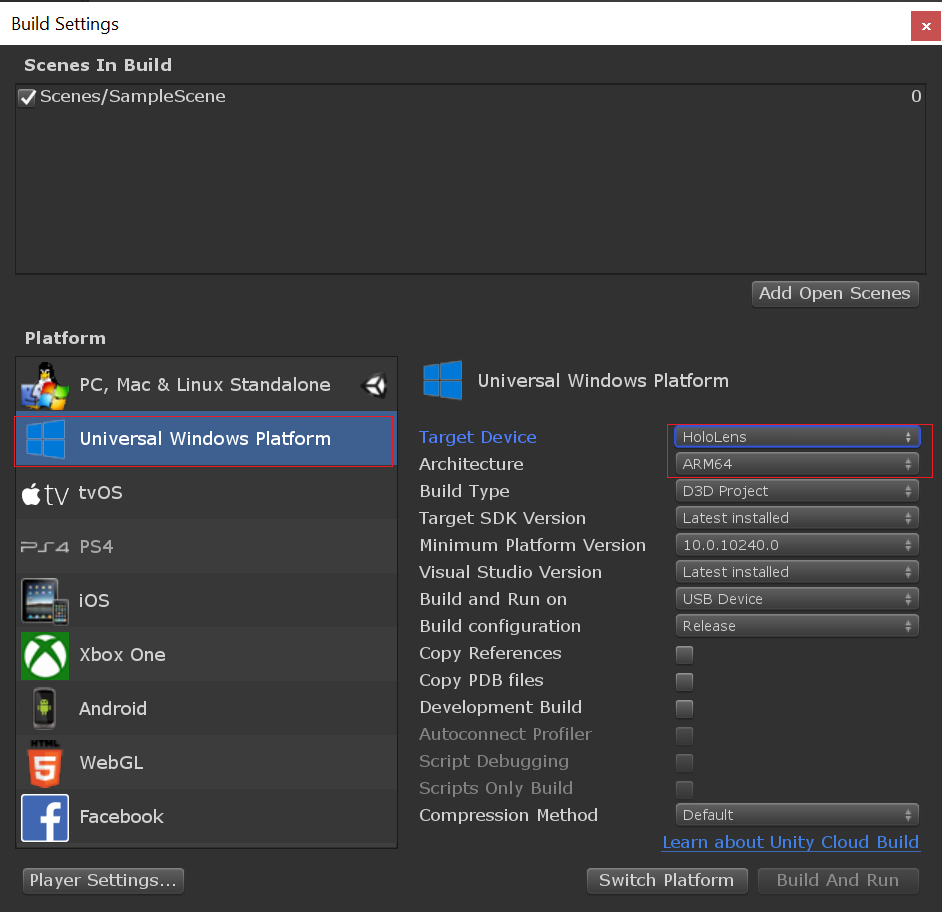 Build Settings
Scenes In Build
Scenes/SampleScene 0
Add Open Scenes
Platform
PC, Mac & Linux Standalone
Universal Windows Platform
tv tvOS
PS4 PS4
iOS
Xbox One
Android
HTML 5 WebGL
f Facebook
Universal Windows Platform
Target Device HoloLens
Architecture ARM64
Build Type D3D Project
Target SDK Version Latest installed
Minimum Platform Version 10.0.10240.0
Visual Studio Version Latest installed
Build and Run on USB Device
Build configuration Release
Copy References
Copy PDB files
Development Build
Autoconnect Profiler
Script Debugging
Scripts Only Build
Compression Method Default
Learn about Unity Cloud Build
Player Settings... Switch Platform Build And Run